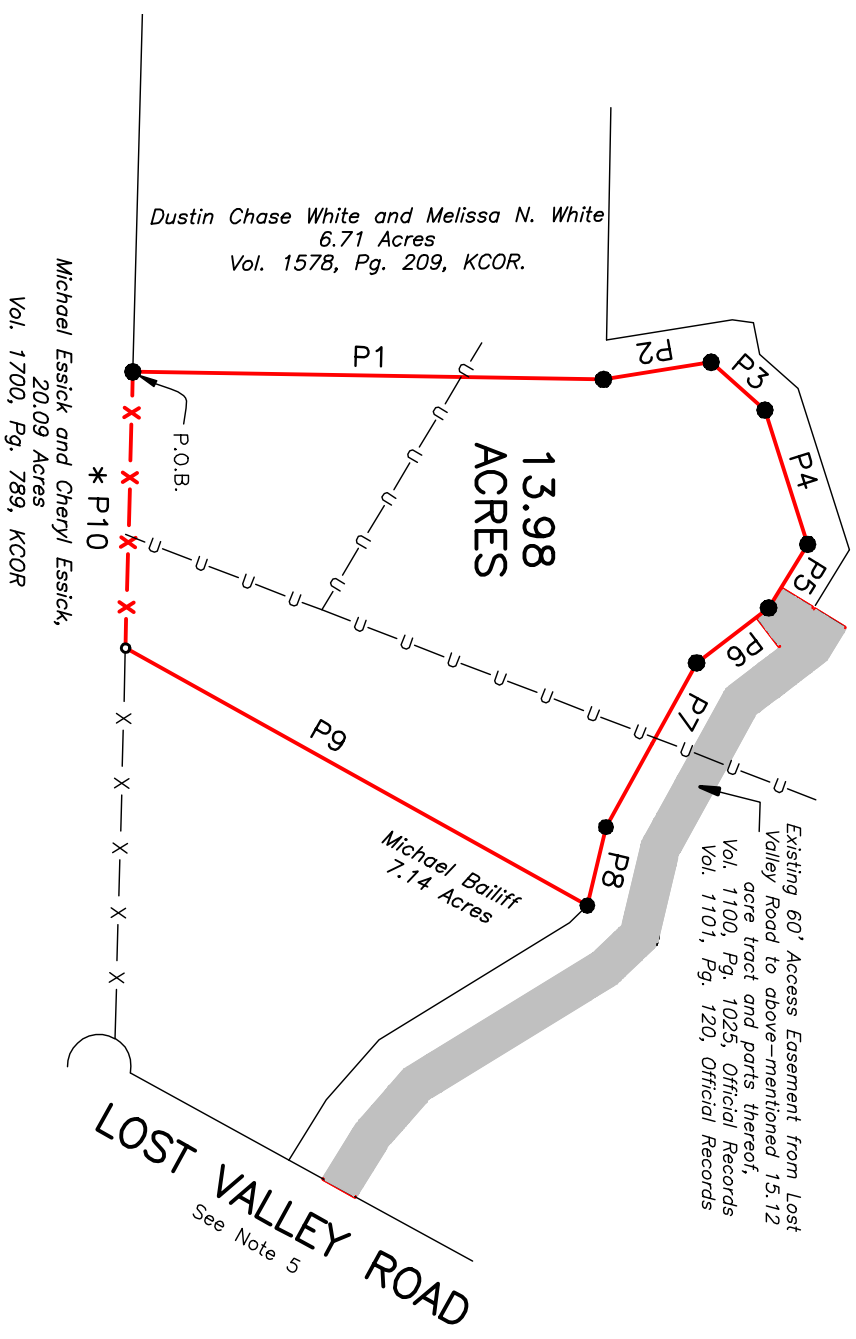 Dustin Chase White and Melissa N. White
6.71 Acres
Vol. 1578, Pg. 209, KCOR.
P1
P2
P3
P4
P5
P6
P7
P8
P9
* P10
P.O.B.
13.98
ACRES
Michael Essick and Cheryl Essick,
20.09 Acres
Vol. 1700, Pg. 789, KCOR
Michael Bailiff
7.14 Acres
Existing 60' Access Easement from Lost
Valley Road to above-mentioned 15.12
acre tract and parts thereof,
Vol. 1100, Pg. 1025, Official Records
Vol. 1101, Pg. 120, Official Records
LOST VALLEY ROAD
See Note 5
U U U U U
U U U U U U U U U U U U U U
X X X X
X X X X X